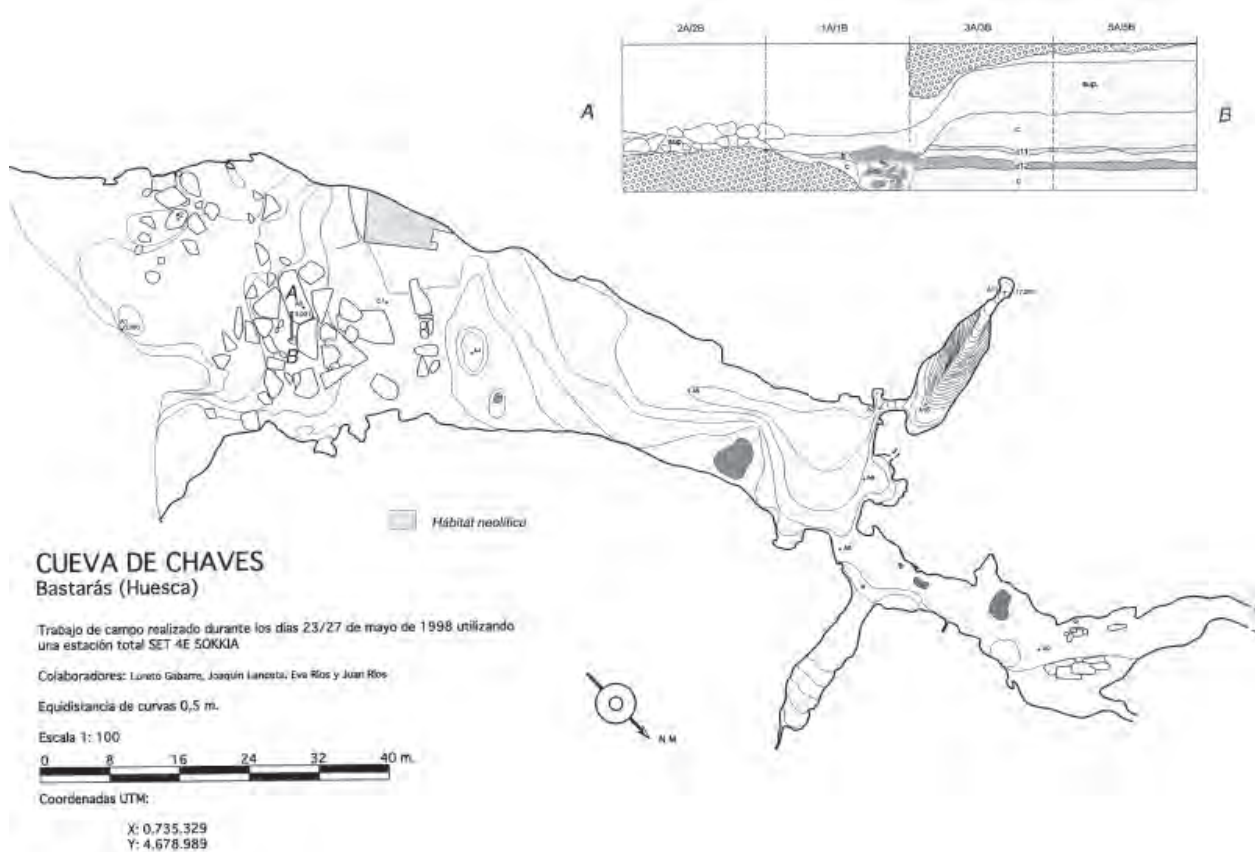 2A/2B 1A/1B 3A/3B 5A/5B
sup.
A B
c
sup.
c
c
A
B
Hábitat neolítico
CUEVA DE CHAVES
Bastarás (Huesca)
Trabajo de campo realizado durante los días 23/27 de mayo de 1998 utilizando
una estación total SET 4E SOKKIA
Colaboradores: Loreto Gabarre, Joaquín Lanceta, Eva Ríos y Juan Ríos
Equidistancia de curvas 0,5 m.
N.M
Escala 1: 100
0 8 16 24 32 40 m.
Coordenadas UTM:
X: 0.735.329
Y: 4.678.989